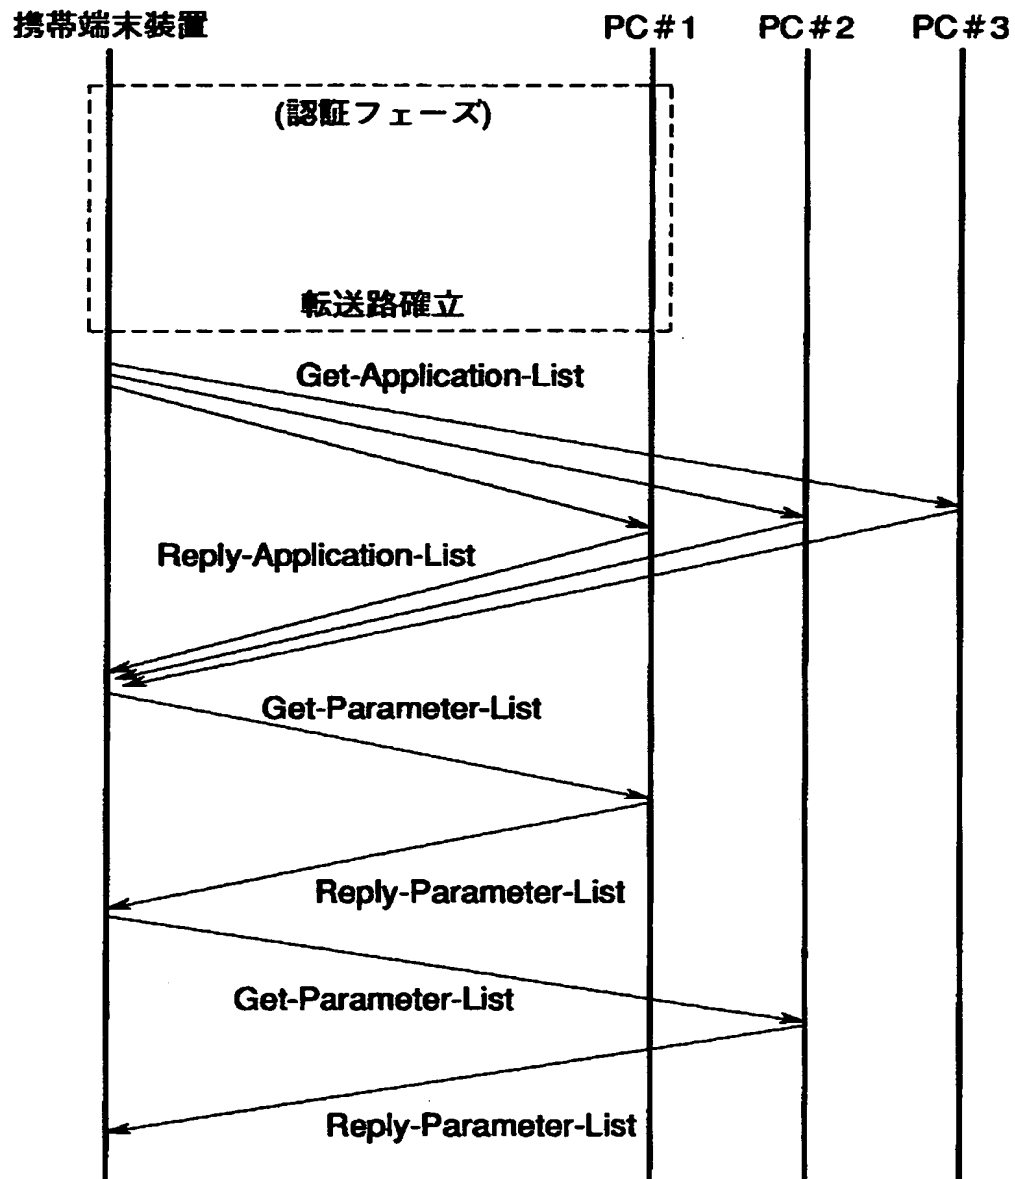 携帯端末装置 PC#1 PC#2 PC#3
(認証フェーズ)
転送路確立
Get-Application-List
Reply-Application-List
Get-Parameter-List
Reply-Parameter-List
Get-Parameter-List
Reply-Parameter-List